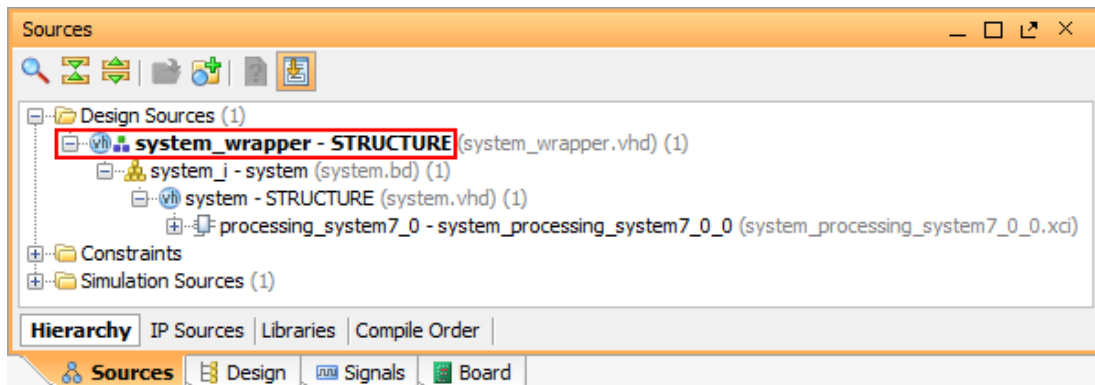 Sources
Design Sources (1)
system_wrapper - STRUCTURE (system_wrapper.vhd) (1)
system_i - system (system.bd) (1)
system - STRUCTURE (system.vhd) (1)
processing_system7_0 - system_processing_system7_0_0 (system_processing_system7_0_0.xci)
Constraints
Simulation Sources (1)
Hierarchy IP Sources Libraries Compile Order
Sources Design Signals Board